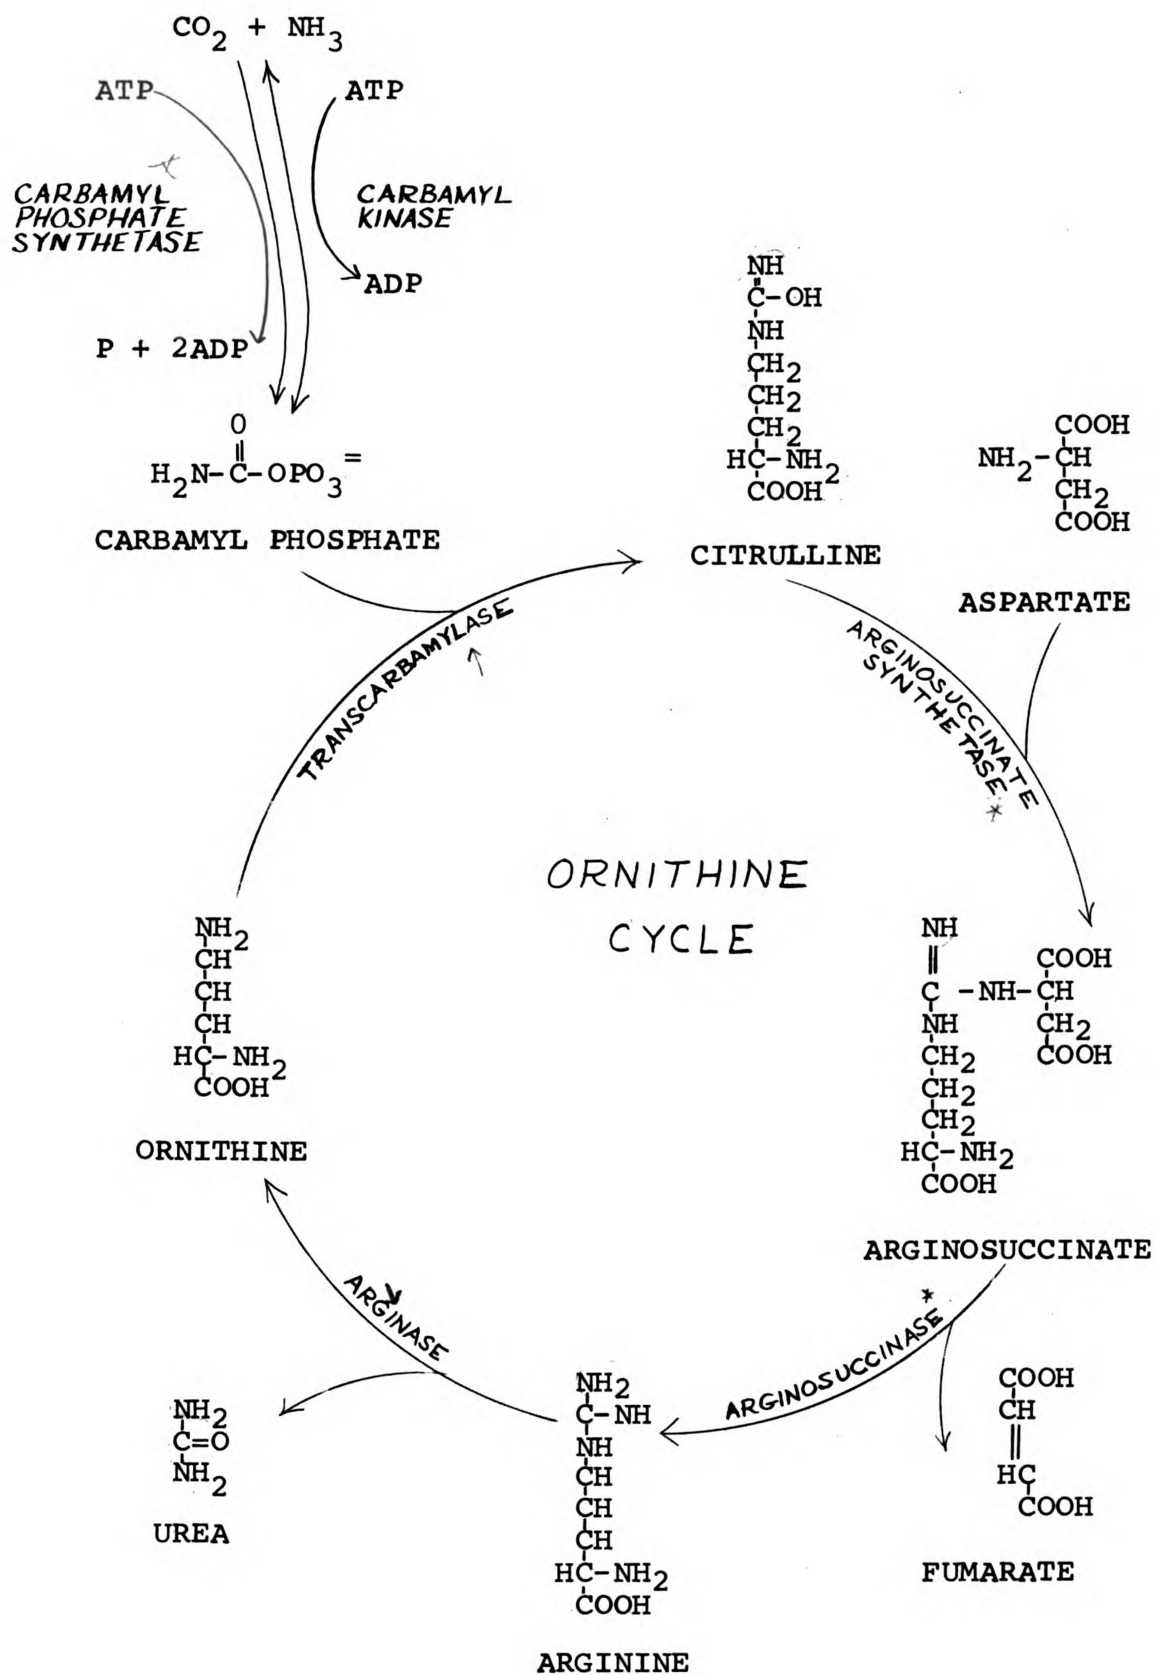 CO2 + NH3
ATP
ATP
CARBAMYL
PHOSPHATE
SYNTHETASE
CARBAMYL
KINASE
ADP
P + 2ADP
O
H2N-C-OPO3=
CARBAMYL PHOSPHATE
NH
C-OH
NH
CH2
CH2
CH2
HC-NH2
COOH
CITRULLINE
COOH
NH2-CH
CH2
COOH
ASPARTATE
TRANSCARBAMYLASE
ARGINOSUCCINATE
SYNTHETASE *
ORNITHINE
CYCLE
NH2
CH
CH
CH
HC-NH2
COOH
ORNITHINE
NH
C -NH-CH
COOH
NH
CH2
COOH
CH2
CH2
CH2
HC-NH2
COOH
ARGINOSUCCINATE
ARGINASE
ARGINOSUCCINASE *
NH2
C=O
NH2
UREA
NH2
C-NH
NH
CH
CH
CH
HC-NH2
COOH
ARGININE
COOH
CH
HC
COOH
FUMARATE